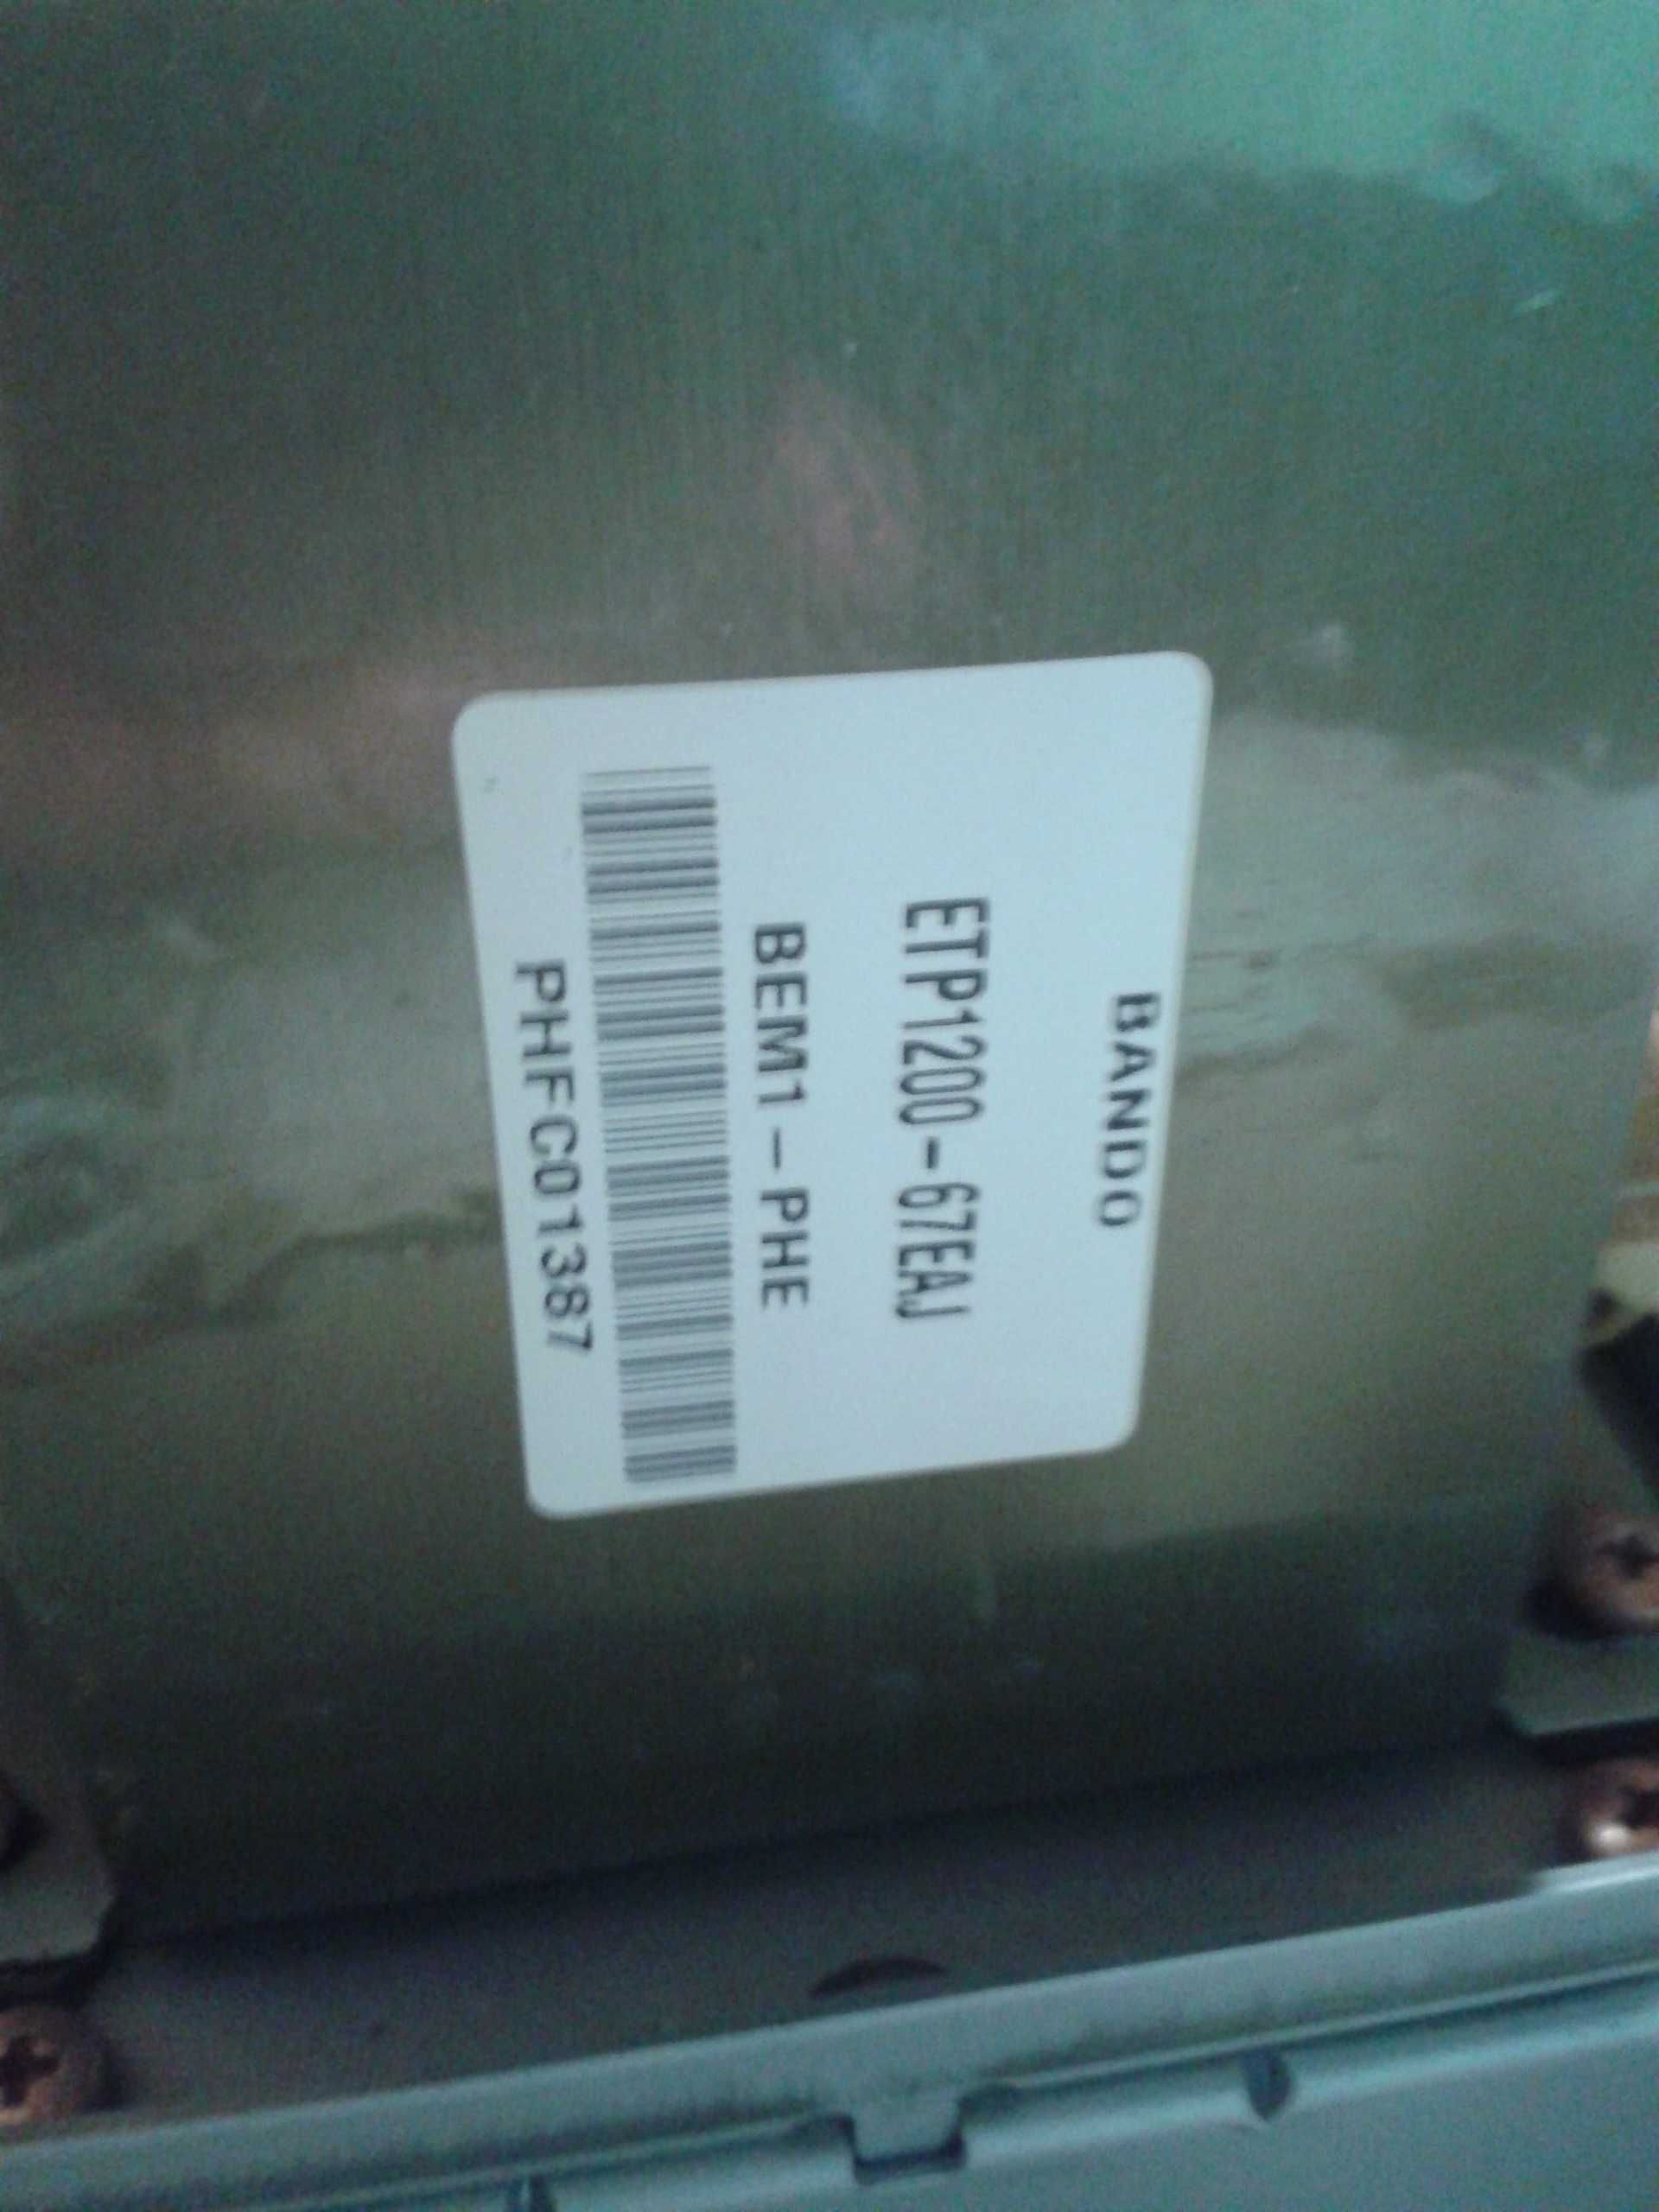 BANDO
ETP1200-67EAJ
BEM1-PHE
PHFC01387